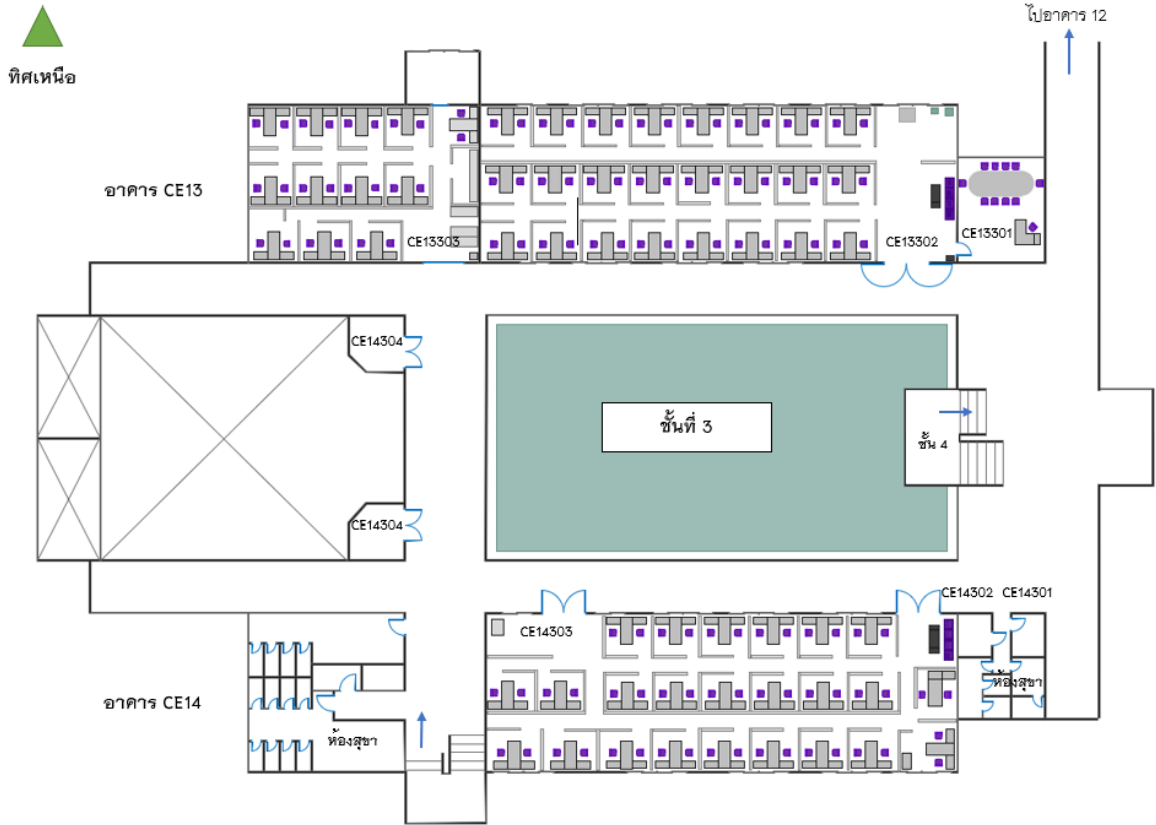 ไปอาคาร 12
ทิศเหนือ
อาคาร CE13
CE13303
CE13302
CE13301
CE14304
ชั้นที่ 3
ชั้น 4
CE14304
CE14302
CE14301
CE14303
ห้องสุขา
อาคาร CE14
ห้องสุขา